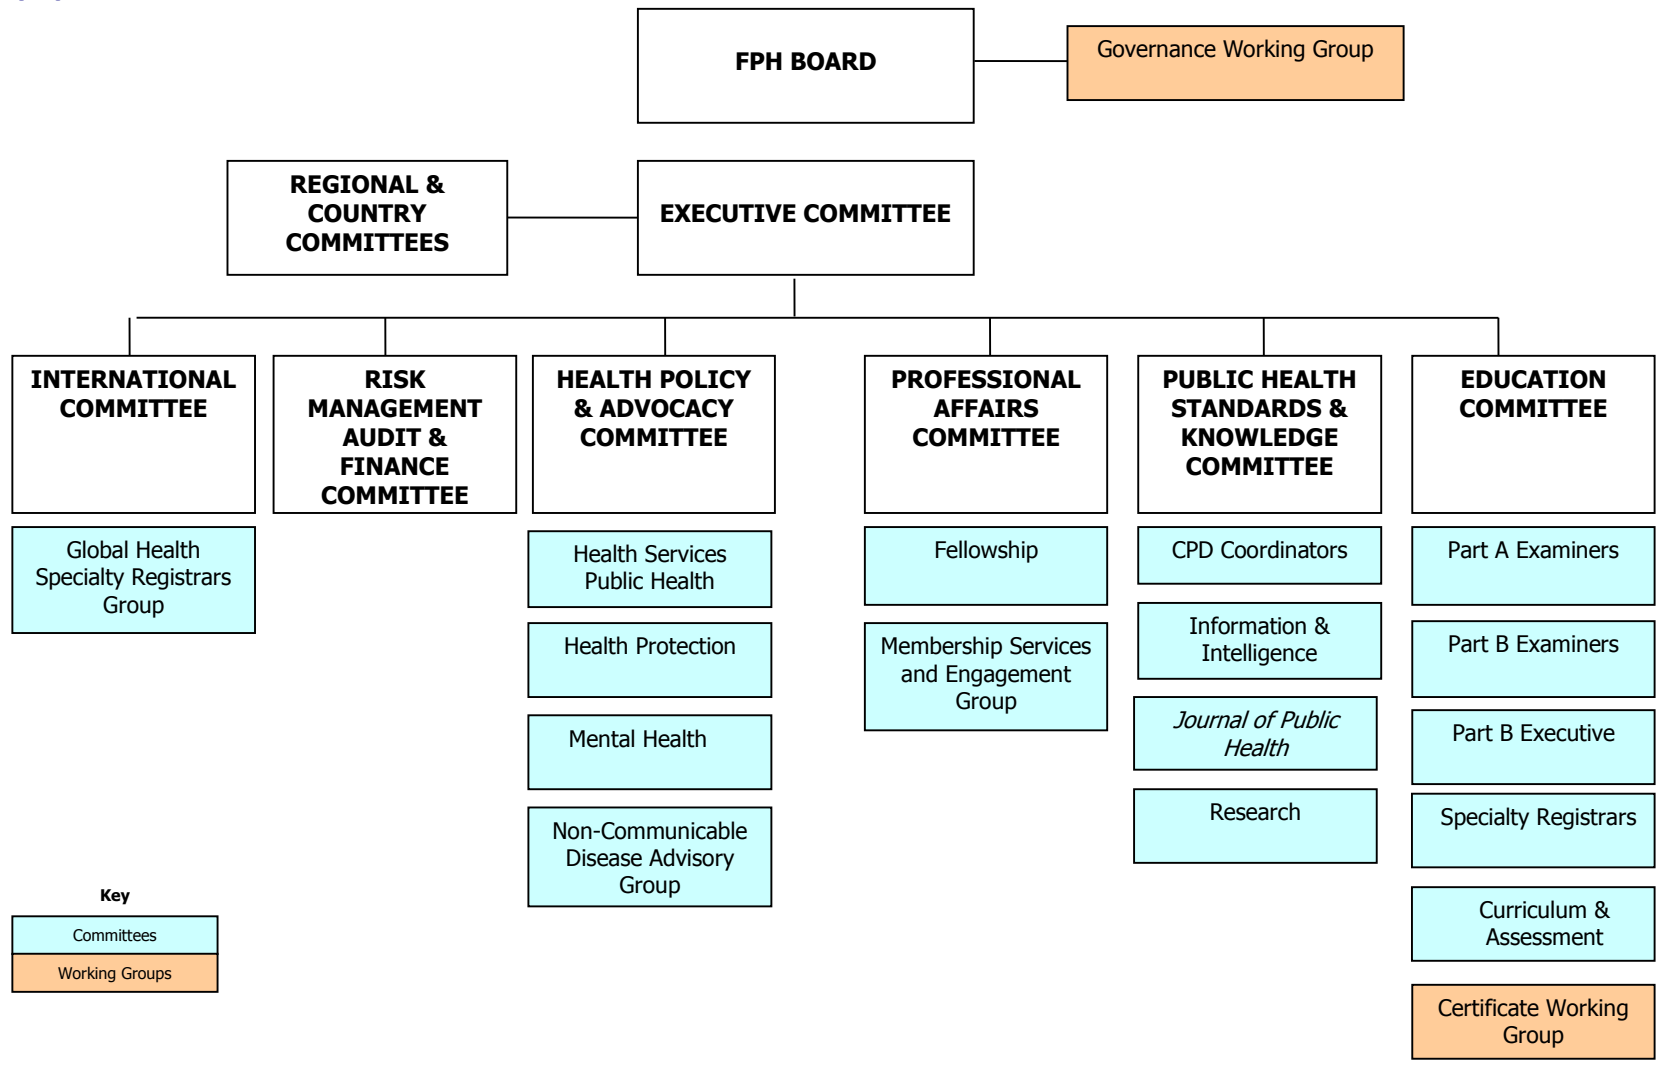 FPH BOARD
Governance Working Group
REGIONAL &
COUNTRY
COMMITTEES
EXECUTIVE COMMITTEE
INTERNATIONAL
COMMITTEE
RISK
MANAGEMENT
AUDIT &
FINANCE
COMMITTEE
HEALTH POLICY
& ADVOCACY
COMMITTEE
PROFESSIONAL
AFFAIRS
COMMITTEE
PUBLIC HEALTH
STANDARDS &
KNOWLEDGE
COMMITTEE
EDUCATION
COMMITTEE
Global Health
Specialty Registrars
Group
Health Services
Public Health
Health Protection
Mental Health
Non-Communicable
Disease Advisory
Group
Fellowship
Membership Services
and Engagement
Group
CPD Coordinators
Information &
Intelligence
Journal of Public
Health
Research
Part A Examiners
Part B Examiners
Part B Executive
Specialty Registrars
Curriculum &
Assessment
Certificate Working
Group
Key
Committees
Working Groups